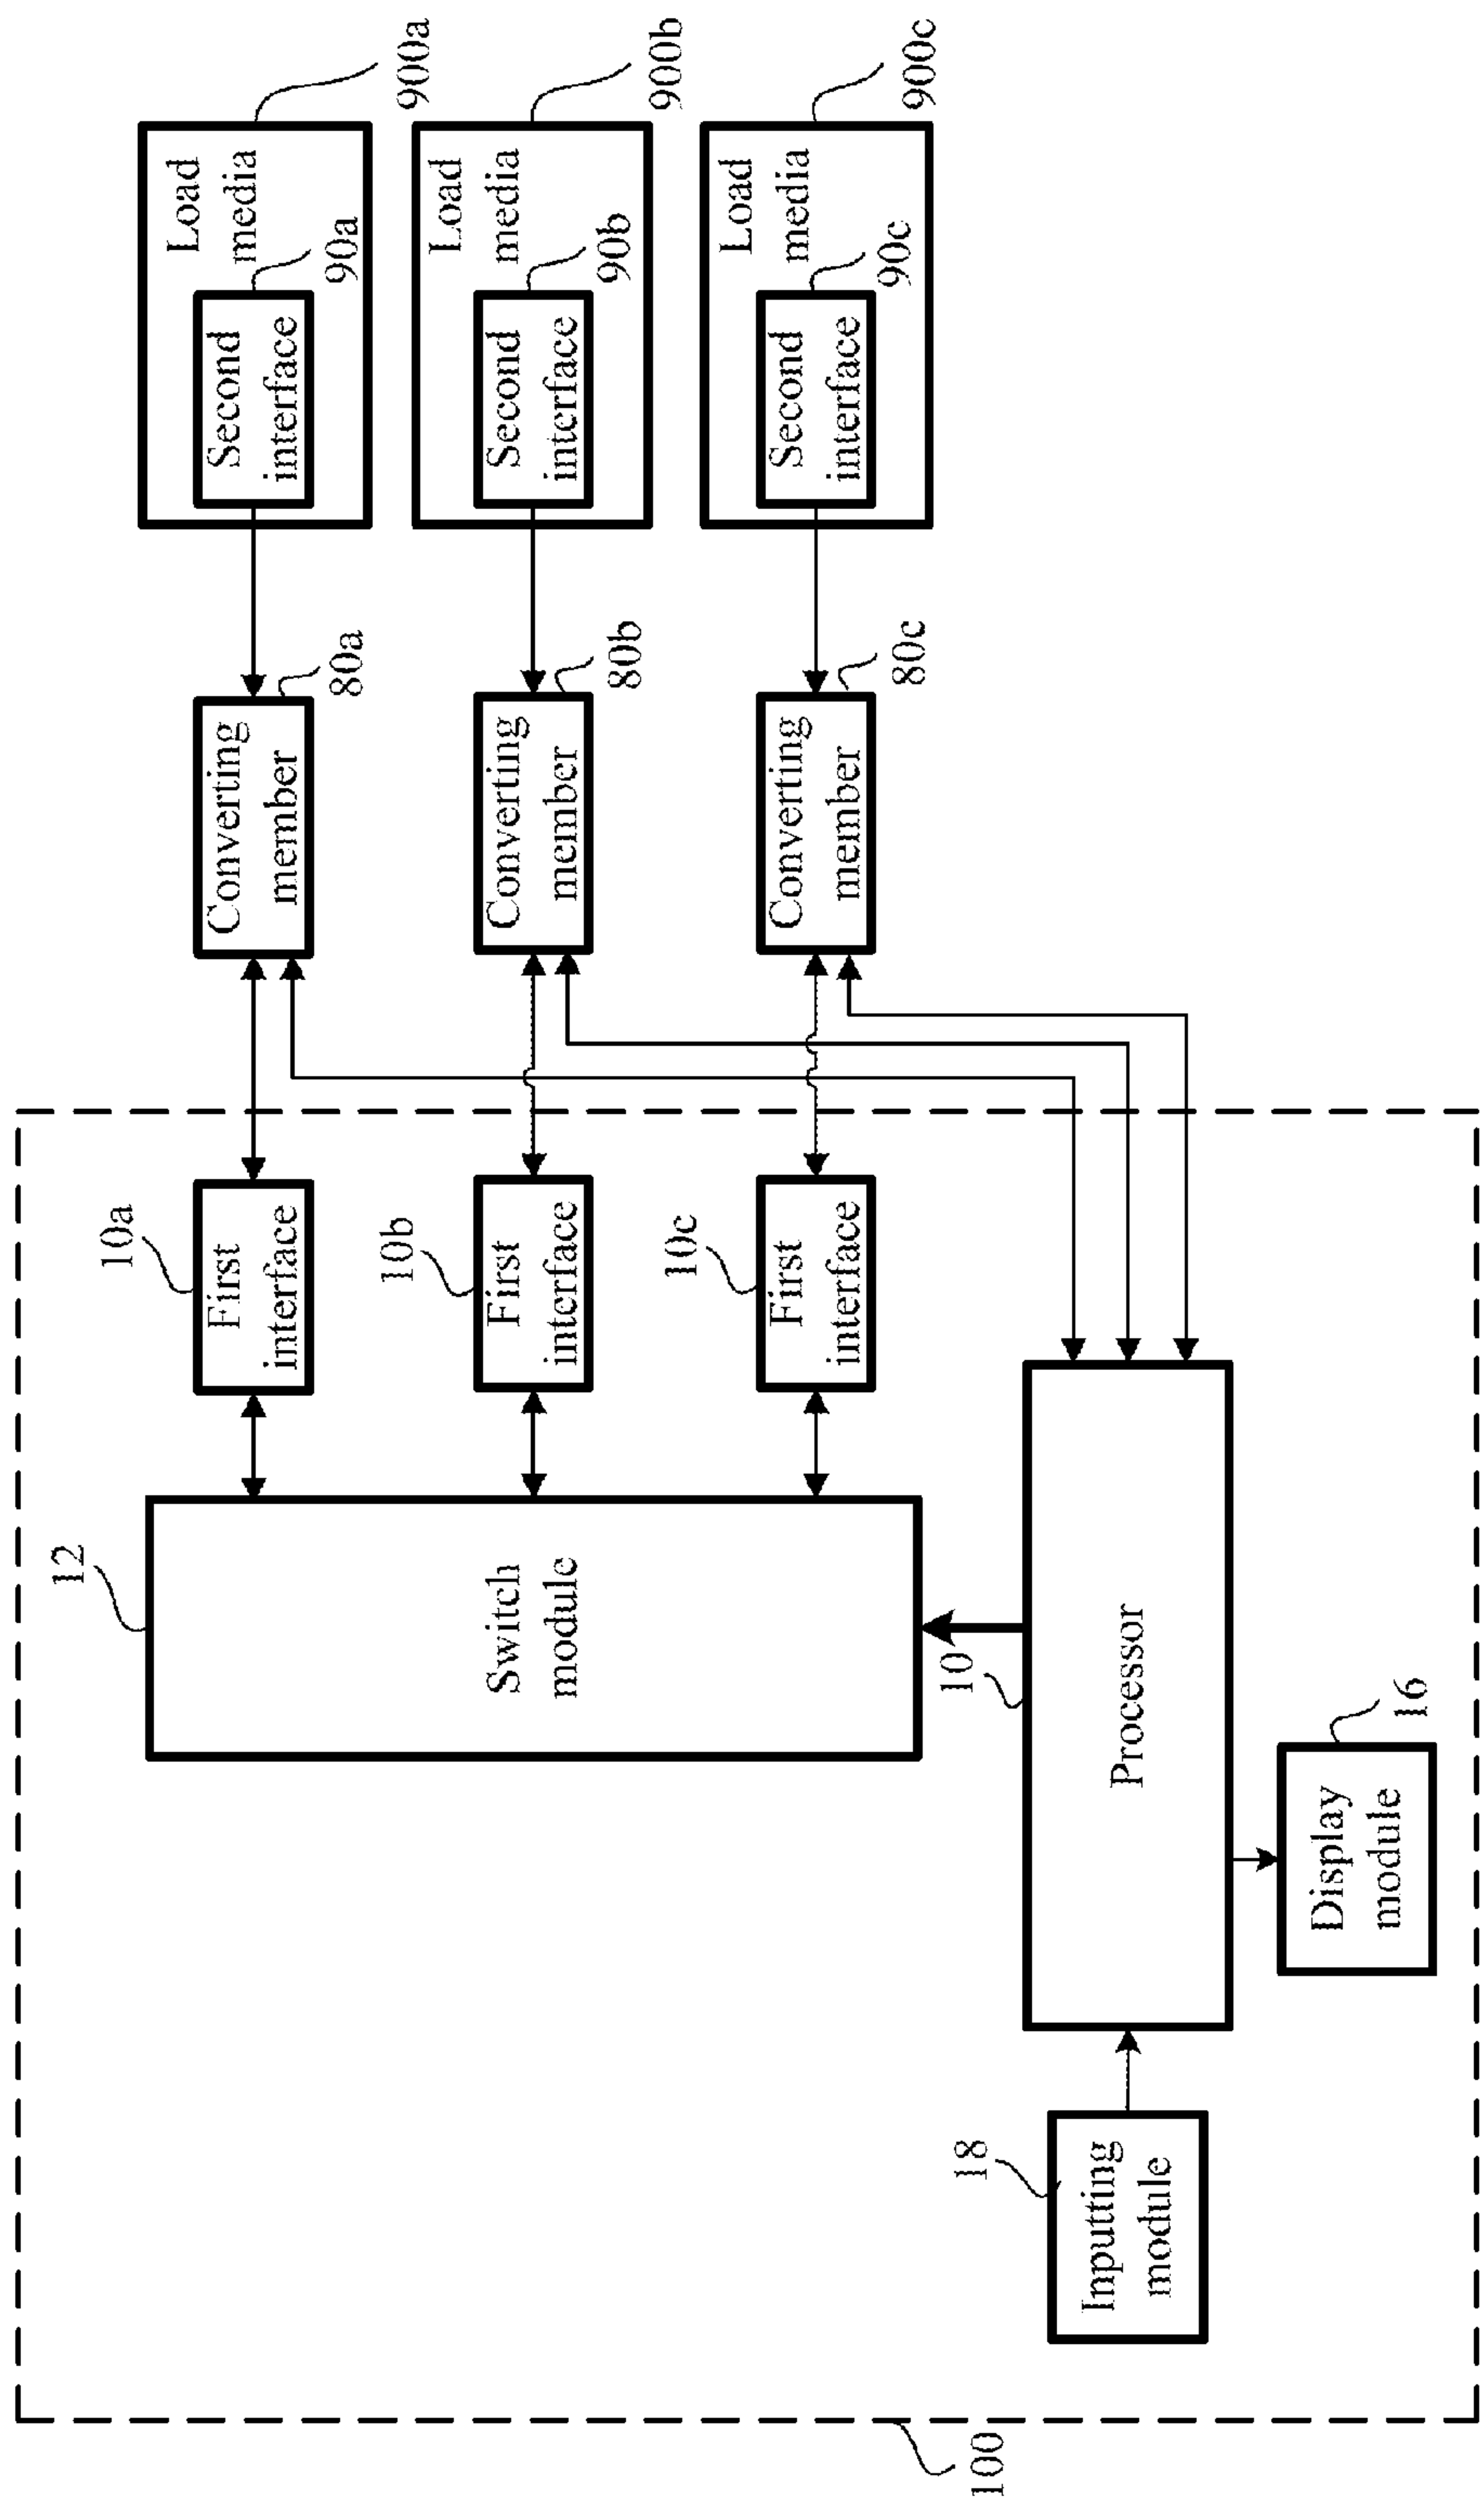 12
Switch
module
10a
First
interface
10b
First
interface
10c
First
interface
Converting
member
80a
Converting
member
80b
Converting
member
80c
Load
media
900a
Second
interface
90a
Load
media
900b
Second
interface
90b
Load
media
900c
Second
interface
90c
10
Processor
18
Inputting
module
Display
module
16
100